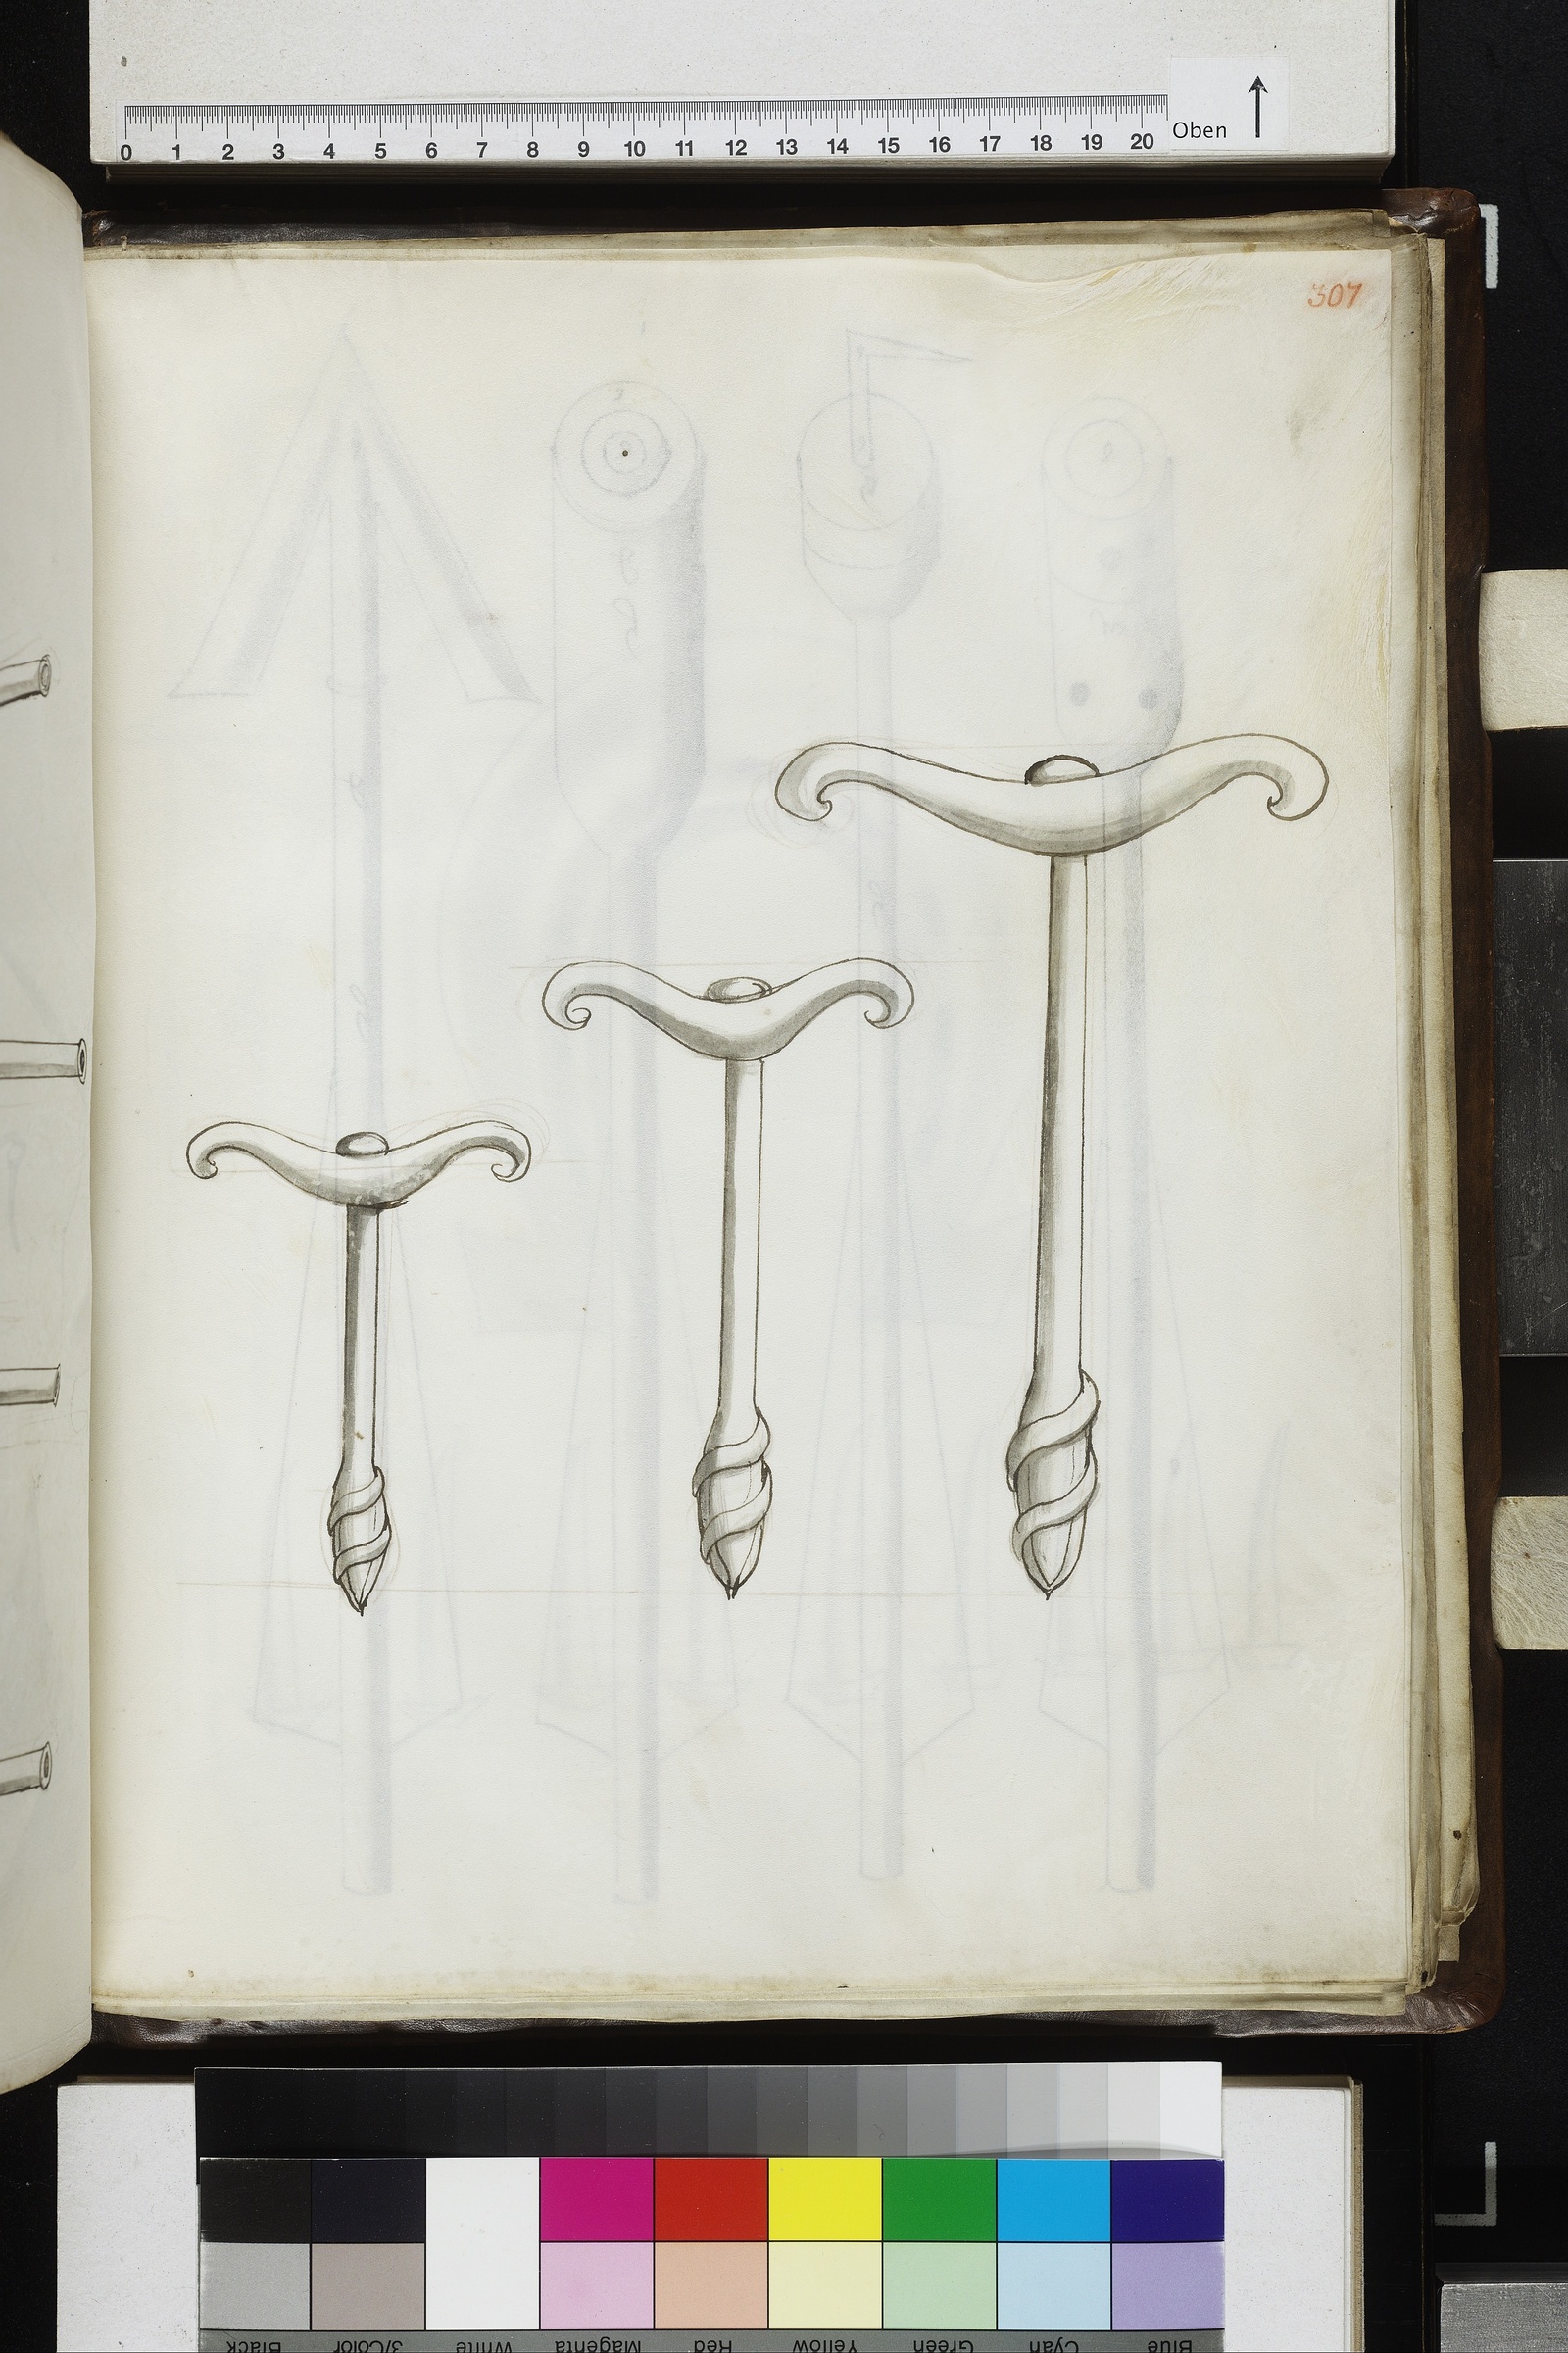 0 1 2 3 4 5 6 7 8 9 10 11 12 13 14 15 16 17 18 19 20 Oben
307
Black 3/Color White Magenta Red Yellow Green Cyan Blue